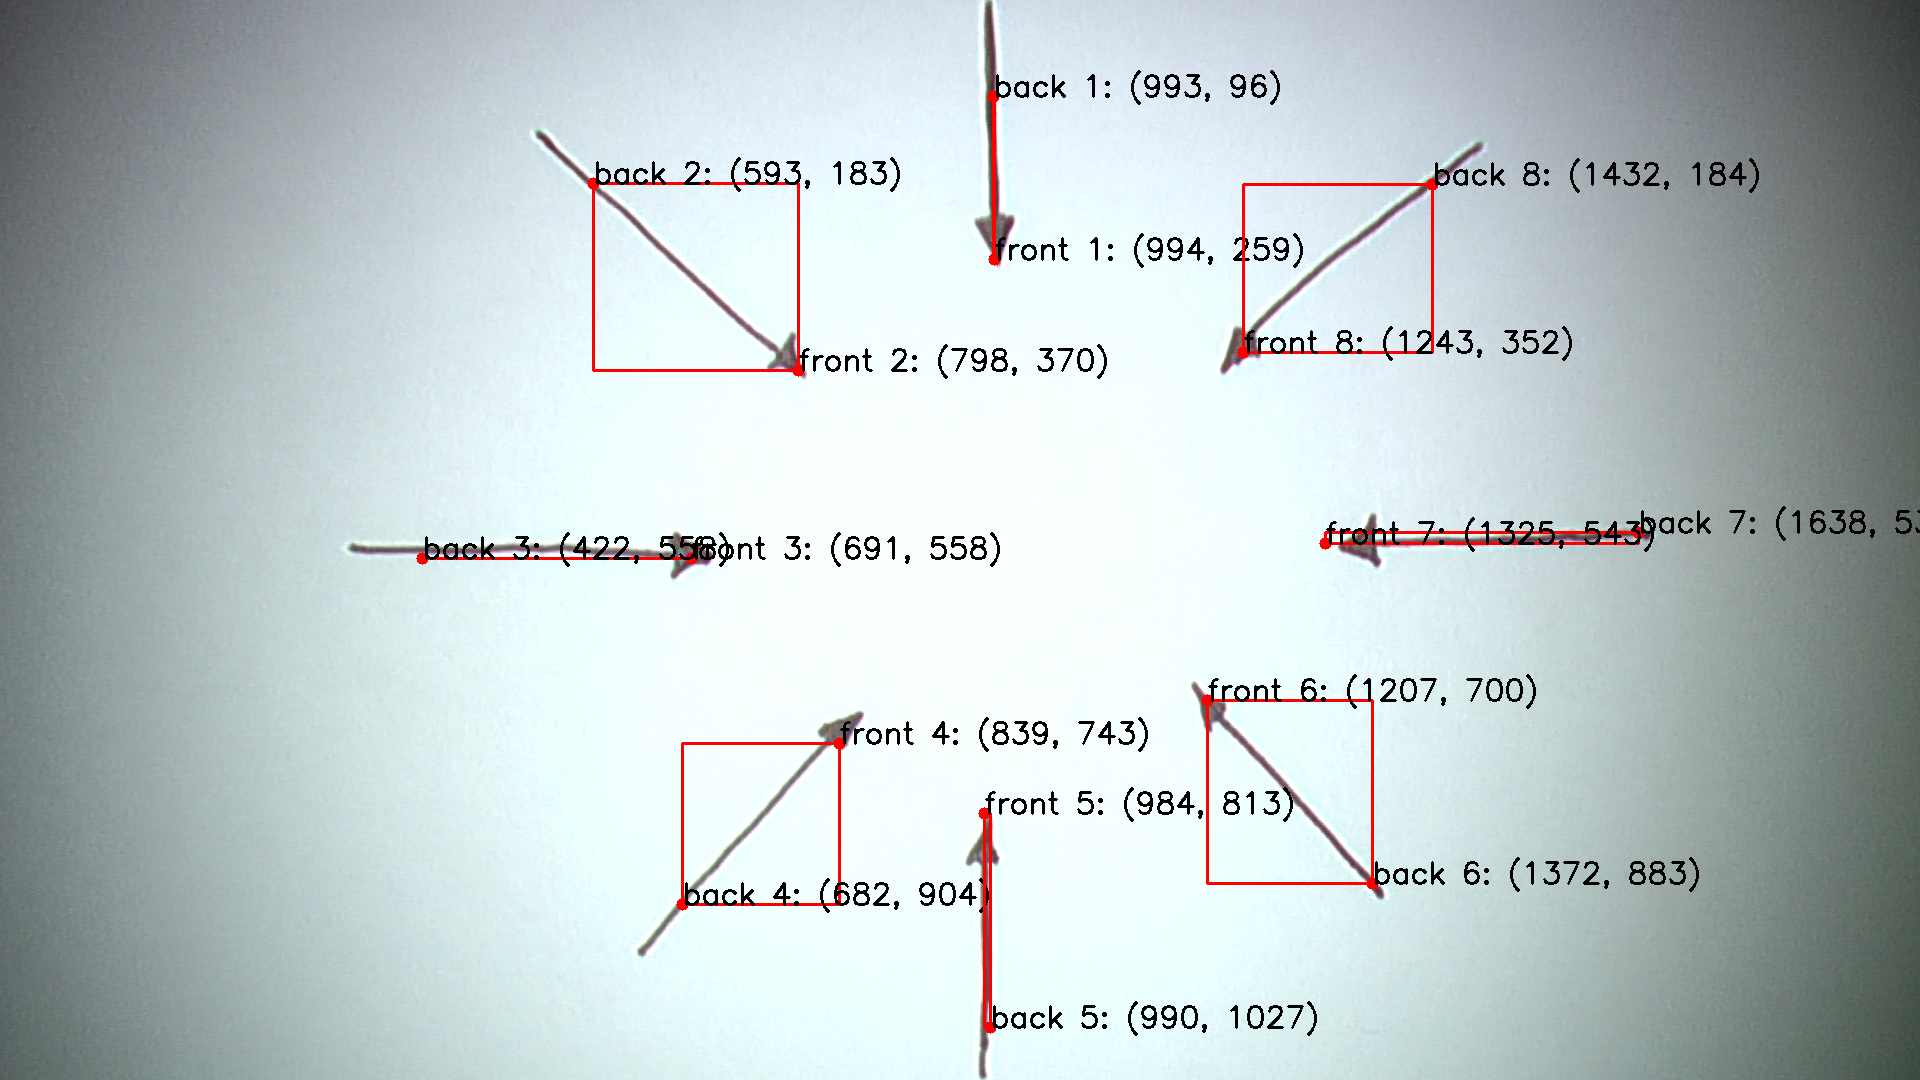 back 1: (993, 96)
back 2: (593, 183)
back 8: (1432, 184)
front 1: (994, 259)
front 8: (1243, 352)
front 2: (798, 370)
back 7: (1638, 53
front 7: (1325, 543)
back 3: (422, 558)
front 3: (691, 558)
front 6: (1207, 700)
front 4: (839, 743)
front 5: (984, 813)
back 6: (1372, 883)
back 4: (682, 904)
back 5: (990, 1027)